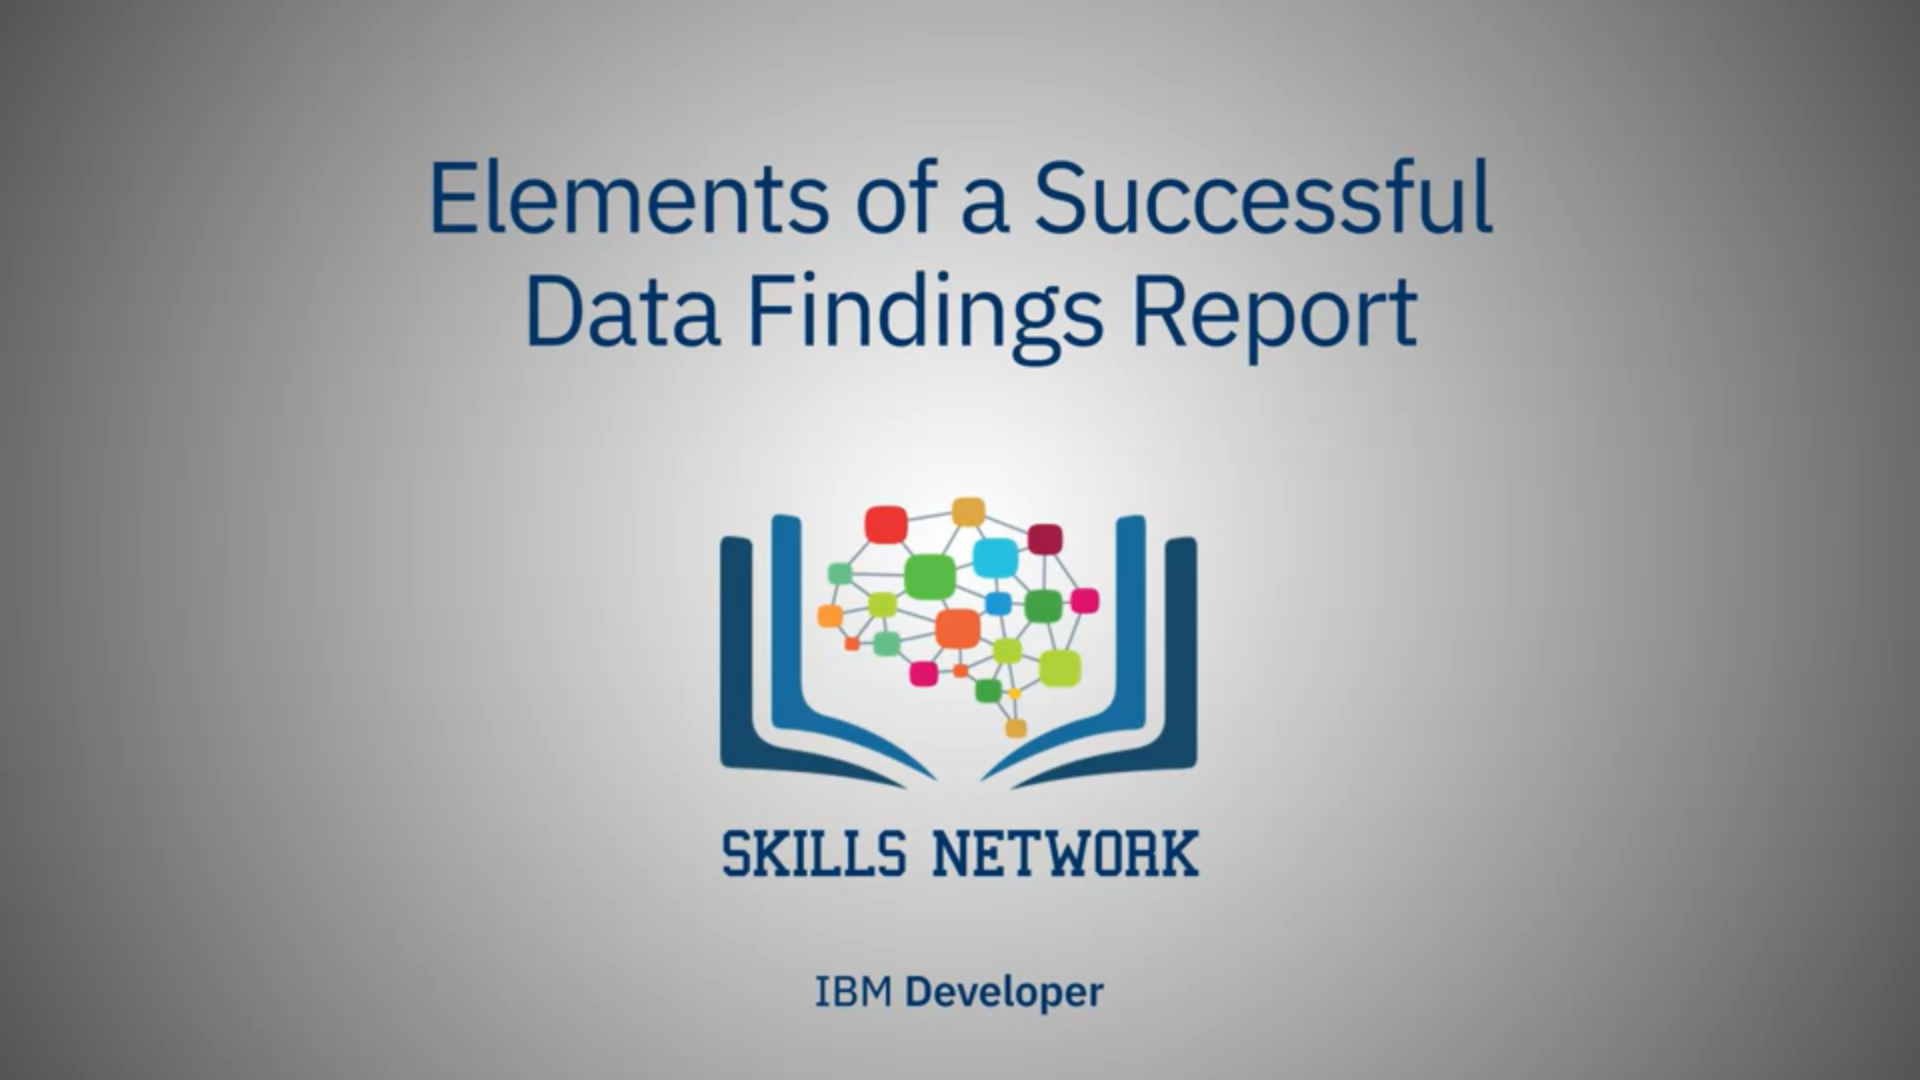 Elements of a Successful
Data Findings Report
SKILLS NETWORK
IBM Developer